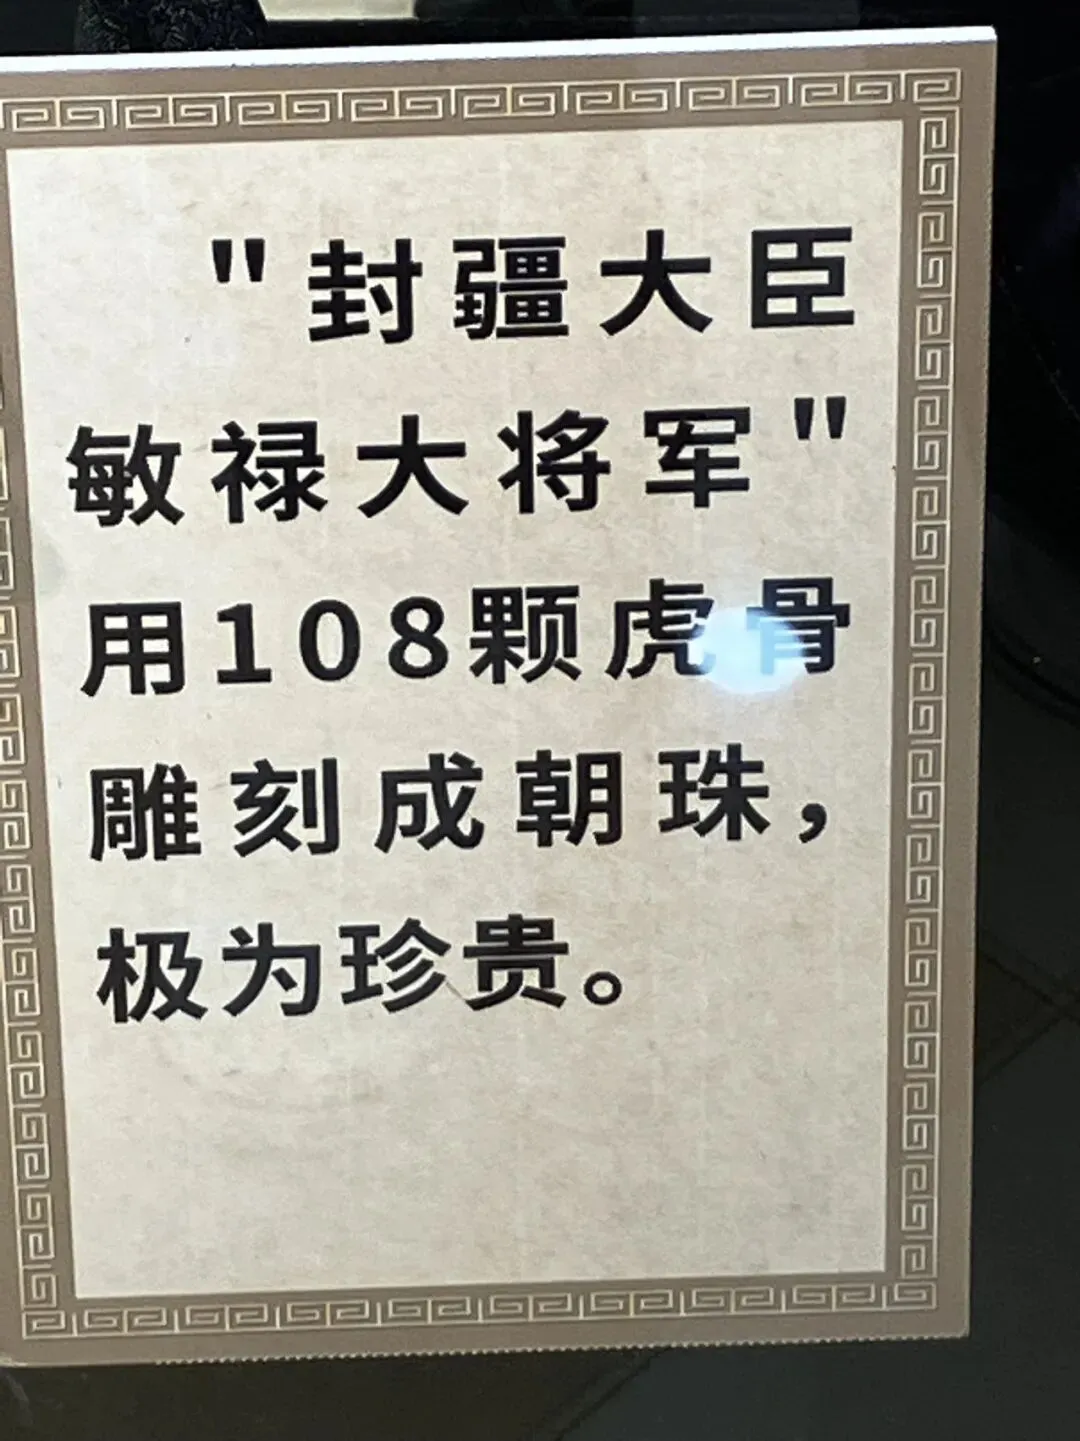 "封疆大臣
敏禄大将军"
用108颗虎骨
雕刻成朝珠，
极为珍贵。